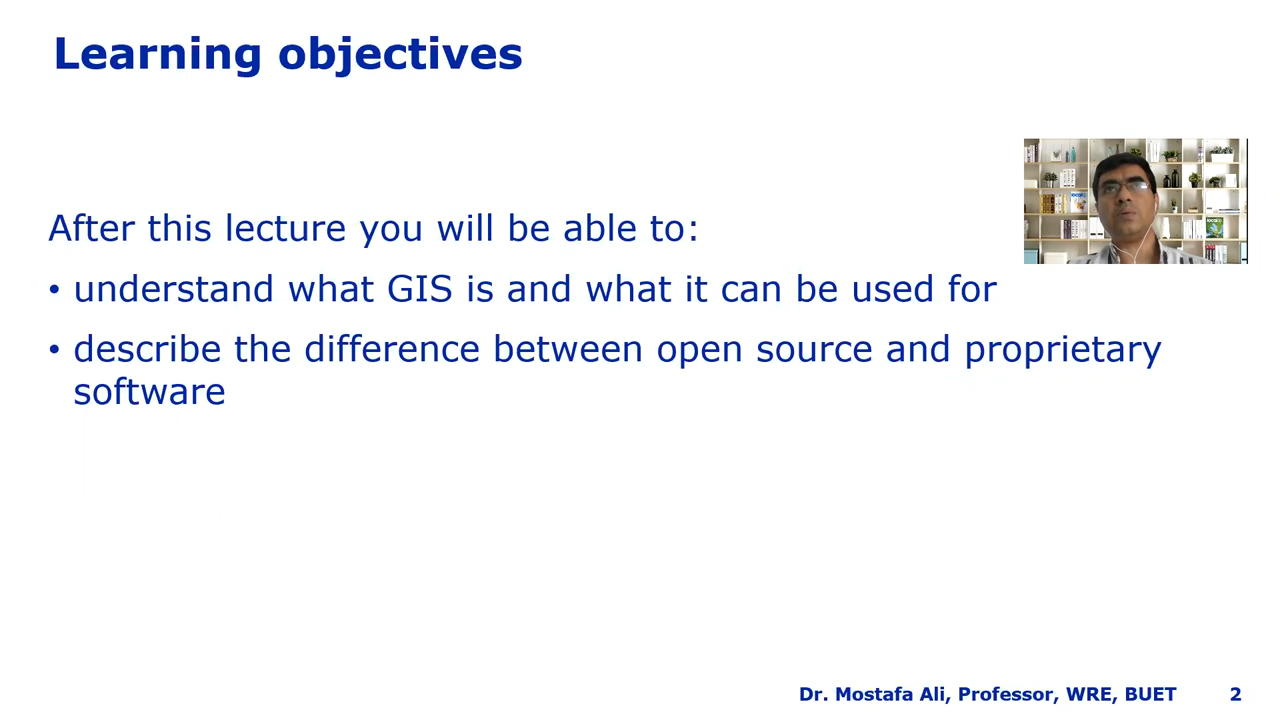 Learning objectives
After this lecture you will be able to:
• understand what GIS is and what it can be used for
• describe the difference between open source and proprietary
software
Dr. Mostafa Ali, Professor, WRE, BUET 2